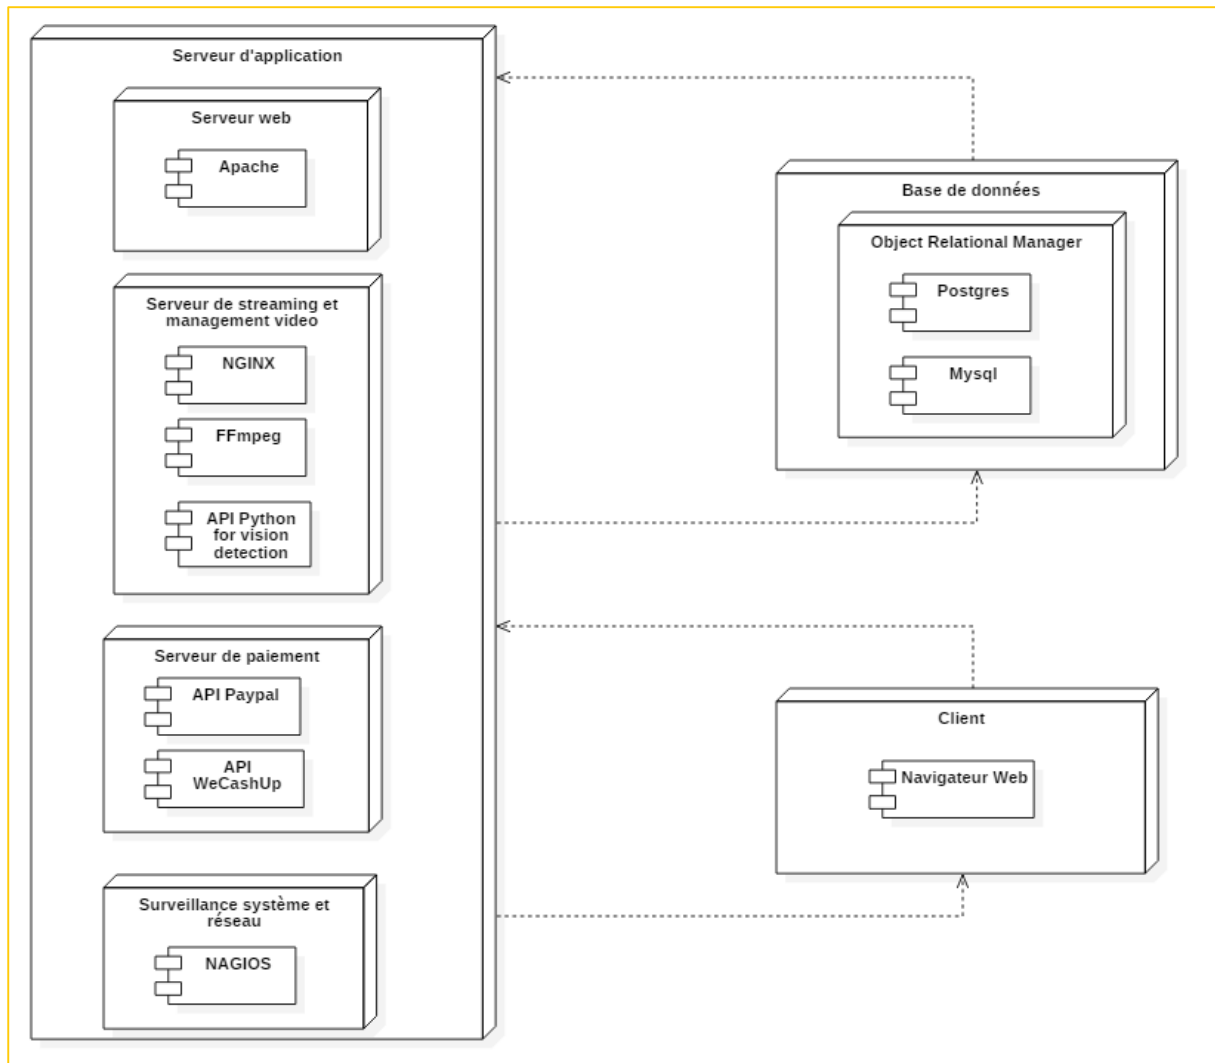 Serveur d'application
Serveur web
Apache
Serveur de streaming et
management video
NGINX
FFmpeg
API Python
for vision
detection
Serveur de paiement
API Paypal
API
WeCashUp
Surveillance système et
réseau
NAGIOS
Base de données
Object Relational Manager
Postgres
Mysql
Client
Navigateur Web